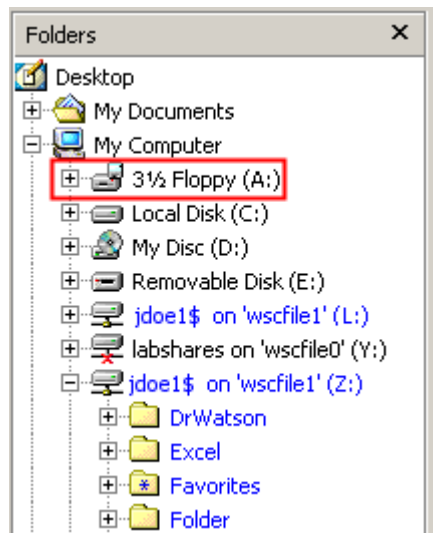 Folders
Desktop
My Documents
My Computer
3½ Floppy (A:)
Local Disk (C:)
My Disc (D:)
Removable Disk (E:)
jdoe1$ on 'wscfile1' (L:)
labshares on 'wscfile0' (Y:)
jdoe1$ on 'wscfile1' (Z:)
DrWatson
Excel
Favorites
Folder